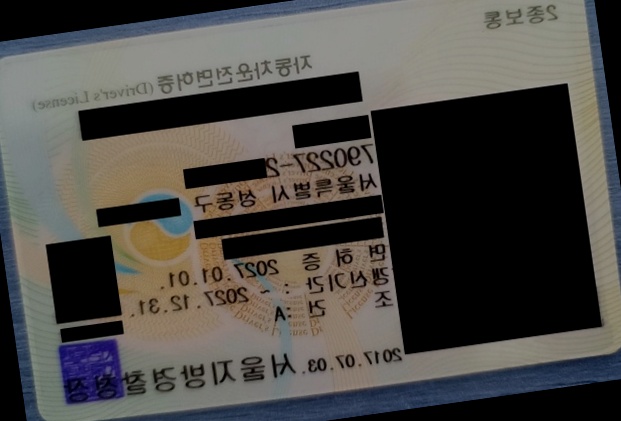 2종보통
자동차운전면허증 (Driver's License)
790227-2
서울특별시 성동구
면 허 증
갱신기간 : 2027.01.01.
~ 2027.12.31.
조 건 :A
2017.07.03. 서울지방경찰청장